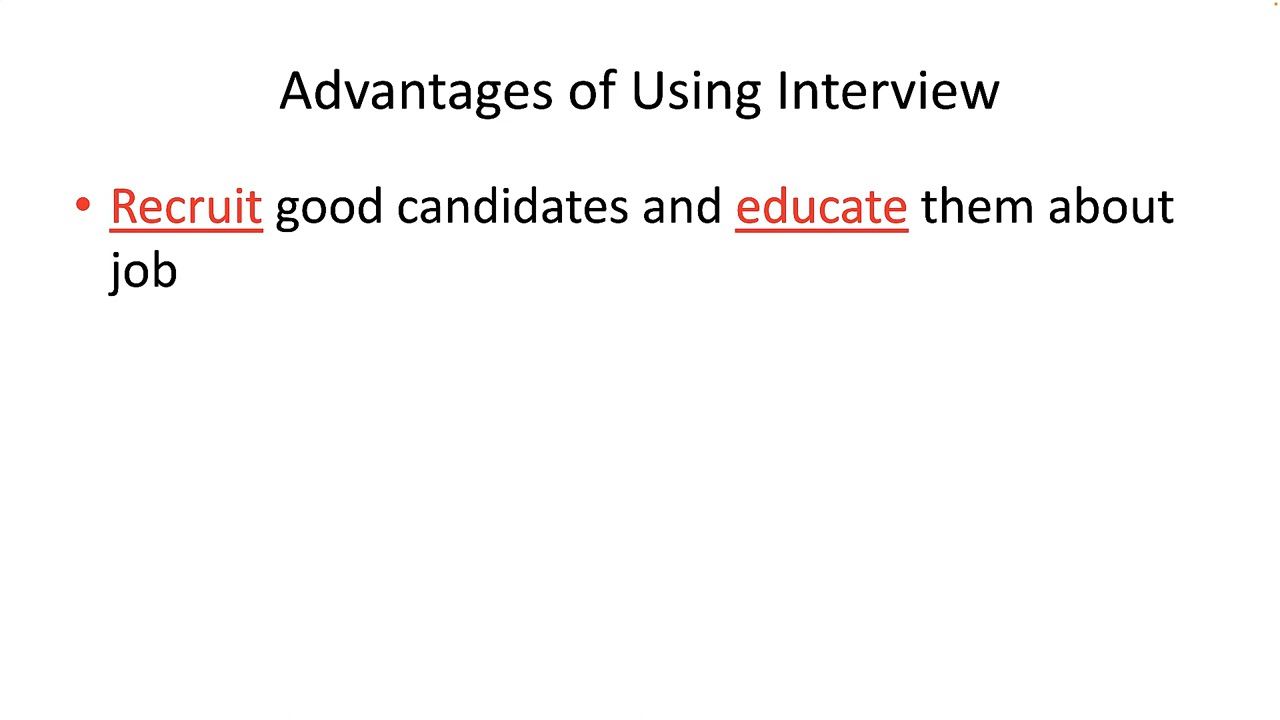 Advantages of Using Interview
• Recruit good candidates and educate them about
job